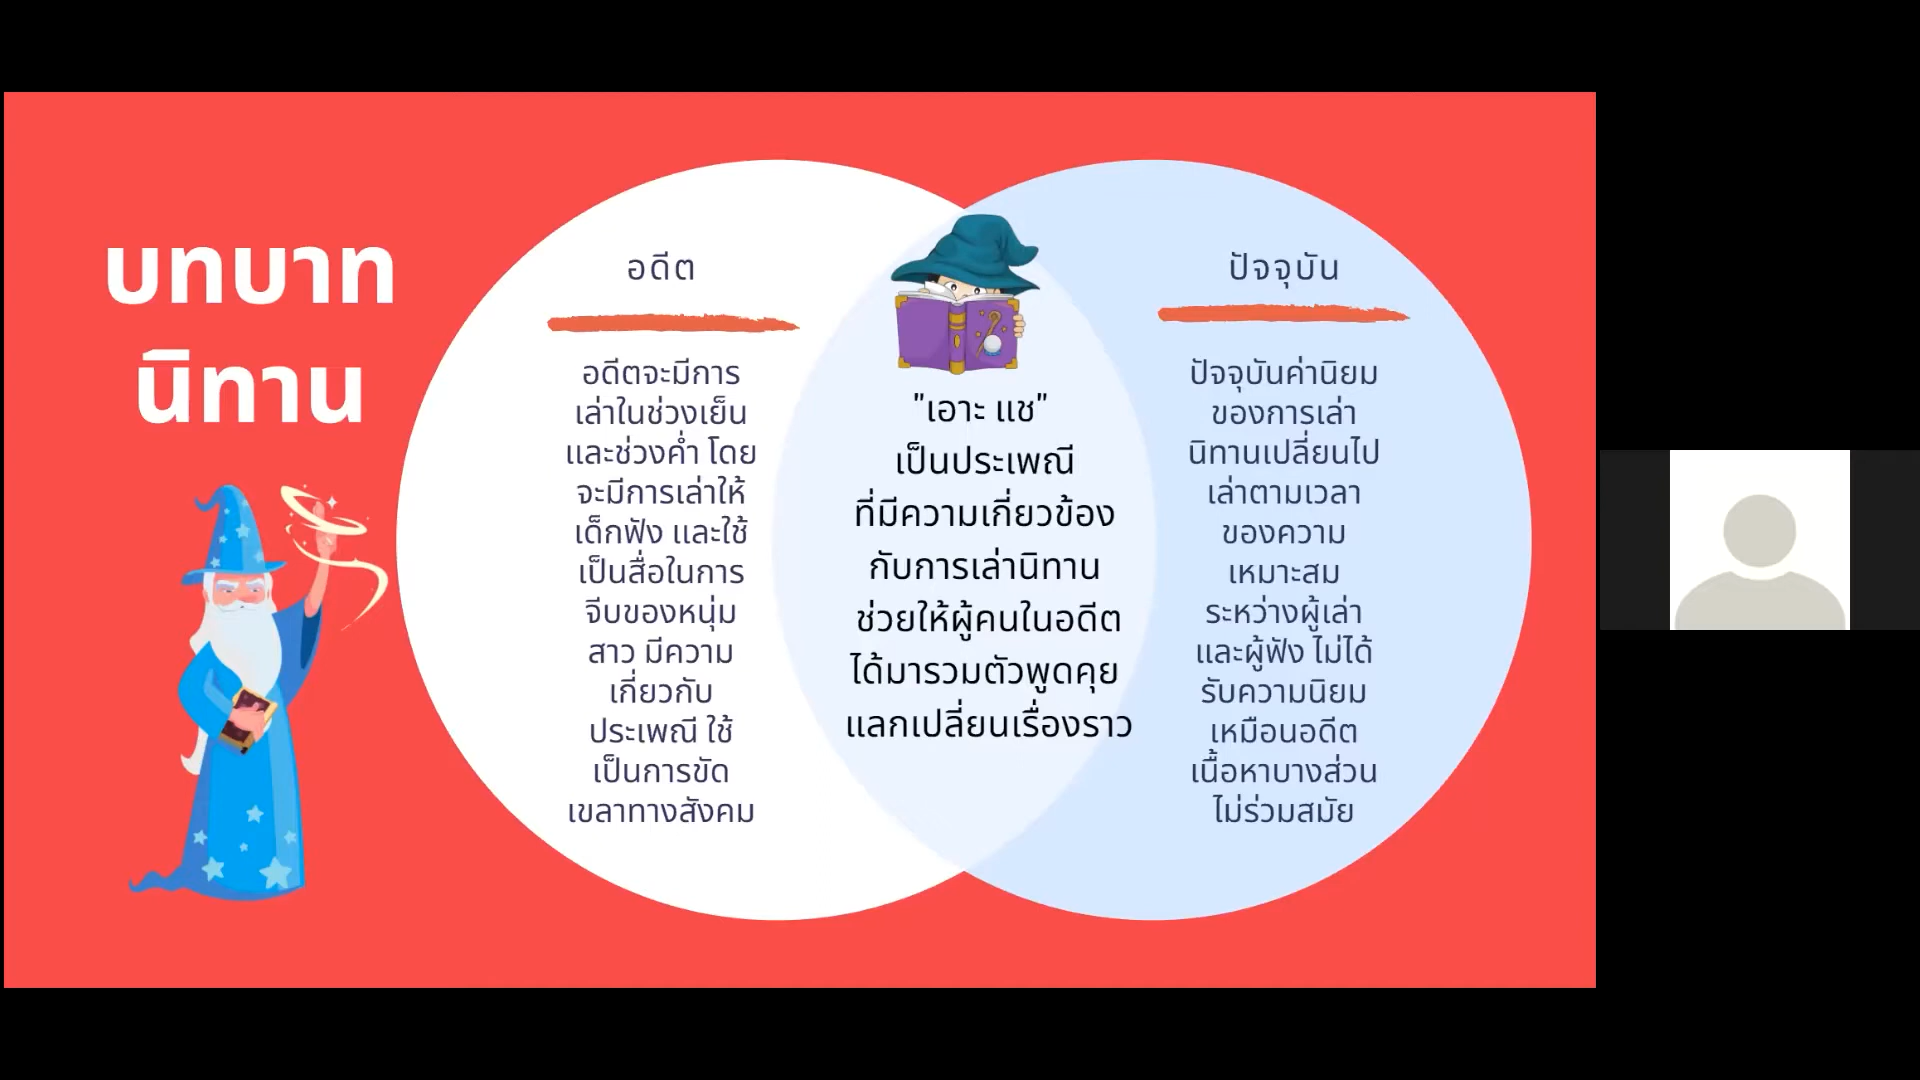 บทบาท
นิทาน
อดีต
อดีตจะมีการ
เล่าในช่วงเย็น
และช่วงค่ำ โดย
จะมีการเล่าให้
เด็กฟัง และใช้
เป็นสื่อในการ
จีบของหนุ่ม
สาว มีความ
เกี่ยวกับ
ประเพณี ใช้
เป็นการขัด
เขลาทางสังคม
"เอาะ แช"
เป็นประเพณี
ที่มีความเกี่ยวข้อง
กับการเล่านิทาน
ช่วยให้ผู้คนในอดีต
ได้มารวมตัวพูดคุย
แลกเปลี่ยนเรื่องราว
ปัจจุบัน
ปัจจุบันค่านิยม
ของการเล่า
นิทานเปลี่ยนไป
เล่าตามเวลา
ของความ
เหมาะสม
ระหว่างผู้เล่า
และผู้ฟัง ไม่ได้
รับความนิยม
เหมือนอดีต
เนื้อหาบางส่วน
ไม่ร่วมสมัย